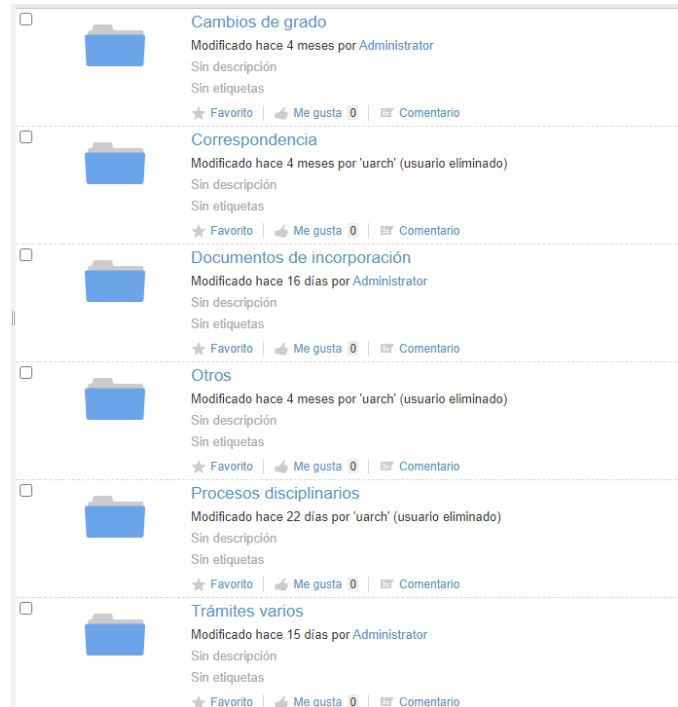 Cambios de grado
Modificado hace 4 meses por Administrator
Sin descripción
Sin etiquetas
Favorito Me gusta 0 Comentario
Correspondencia
Modificado hace 4 meses por 'uarch' (usuario eliminado)
Sin descripción
Sin etiquetas
Favorito Me gusta 0 Comentario
Documentos de incorporación
Modificado hace 16 días por Administrator
Sin descripción
Sin etiquetas
Favorito Me gusta 0 Comentario
Otros
Modificado hace 4 meses por 'uarch' (usuario eliminado)
Sin descripción
Sin etiquetas
Favorito Me gusta 0 Comentario
Procesos disciplinarios
Modificado hace 22 días por 'uarch' (usuario eliminado)
Sin descripción
Sin etiquetas
Favorito Me gusta 0 Comentario
Trámites varios
Modificado hace 15 días por Administrator
Sin descripción
Sin etiquetas
Favorito Me gusta 0 Comentario